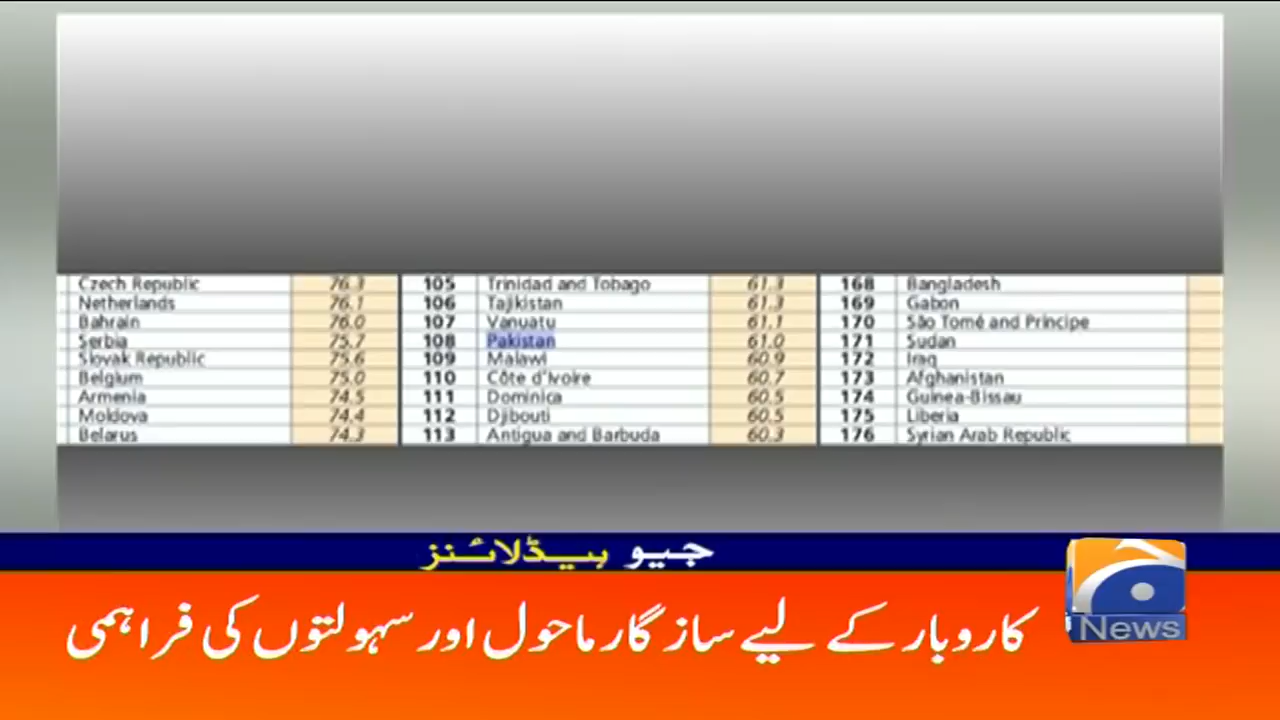 Czech Republic 76.3 105 Trinidad and Tobago 61.3 168 Bangladesh
Netherlands 76.1 106 Tajikistan 61.3 169 Gabon
Bahrain 76.0 107 Vanuatu 61.1 170 São Tomé and Príncipe
Serbia 75.7 108 Pakistan 61.0 171 Sudan
Slovak Republic 75.6 109 Malawi 60.9 172 Iraq
Belgium 75.0 110 Côte d'Ivoire 60.7 173 Afghanistan
Armenia 74.5 111 Dominica 60.5 174 Guinea-Bissau
Moldova 74.4 112 Djibouti 60.5 175 Liberia
Belarus 74.3 113 Antigua and Barbuda 60.3 176 Syrian Arab Republic
جیو ہیڈلائنز
کاروبار کے لیے سازگار ماحول اور سہولتوں کی فراہمی
News